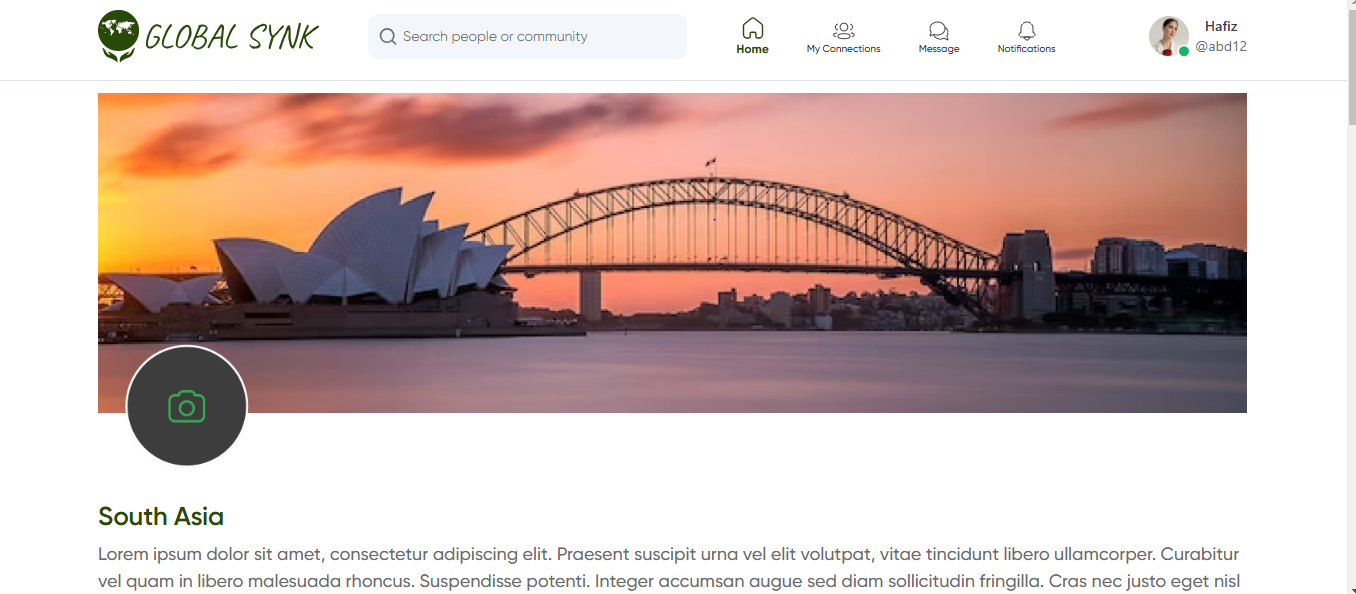 GLOBAL SYNK
Search people or community
Home
My Connections
Message
Notifications
Hafiz
@abd12
South Asia
Lorem ipsum dolor sit amet, consectetur adipiscing elit. Praesent suscipit urna vel elit volutpat, vitae tincidunt libero ullamcorper. Curabitur
vel quam in libero malesuada rhoncus. Suspendisse potenti. Integer accumsan augue sed diam sollicitudin fringilla. Cras nec justo eget nisl